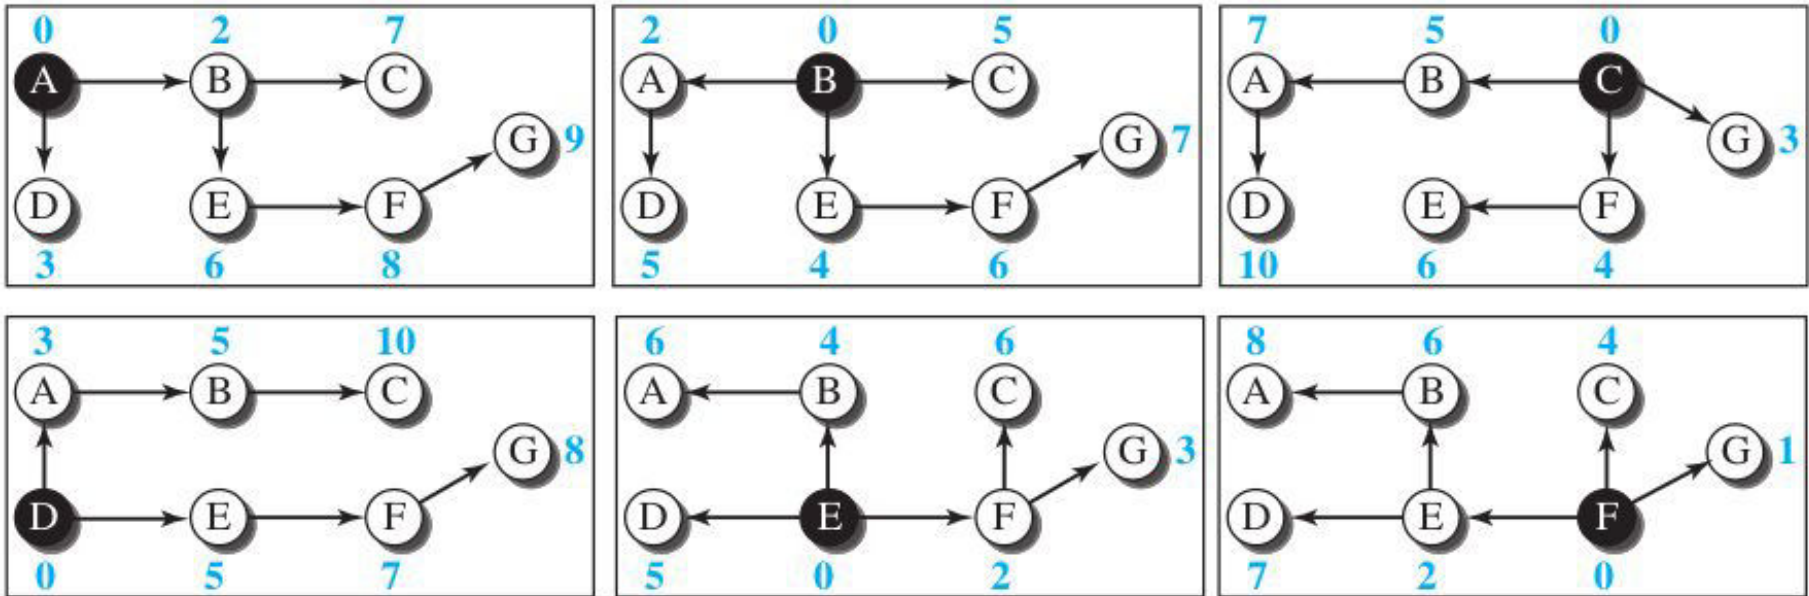 0 2 7
A B C
G 9
D E F
3 6 8
2 0 5
A B C
G 7
D E F
5 4 6
7 5 0
A B C
G 3
D E F
10 6 4
3 5 10
A B C
G 8
D E F
0 5 7
6 4 6
A B C
G 3
D E F
5 0 2
8 6 4
A B C
G 1
D E F
7 2 0